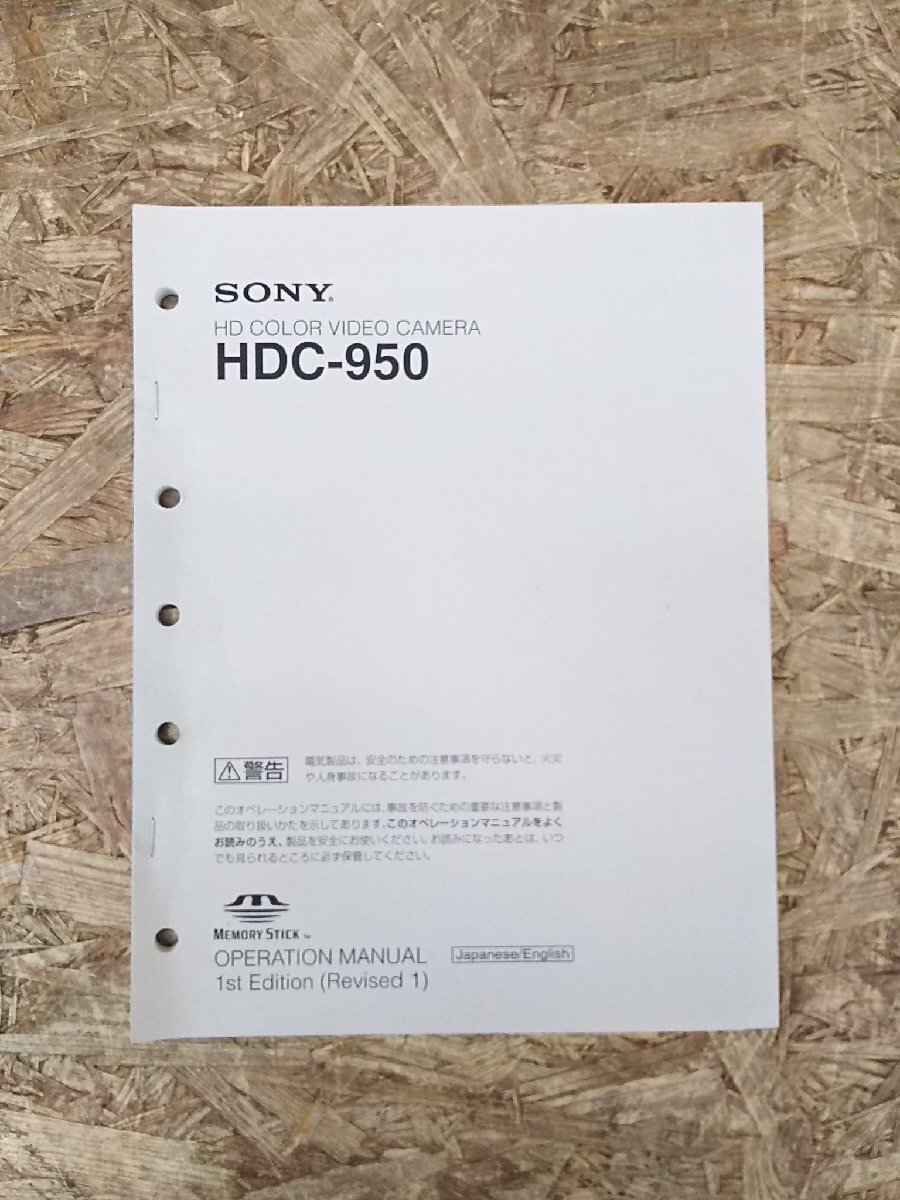 SONY®
HD COLOR VIDEO CAMERA
HDC-950
警告
電気製品は、安全のための注意事項を守らないと、火災
や人身事故になることがあります。
このオペレーションマニュアルには、事故を防ぐための重要な注意事項と製
品の取り扱いかたを示してあります。このオペレーションマニュアルをよく
お読みのうえ、製品を安全にお使いください。お読みになったあとは、いつ
でも見られるところに必ず保管してください。
MEMORY STICK™
OPERATION MANUAL
Japanese/English
1st Edition (Revised 1)